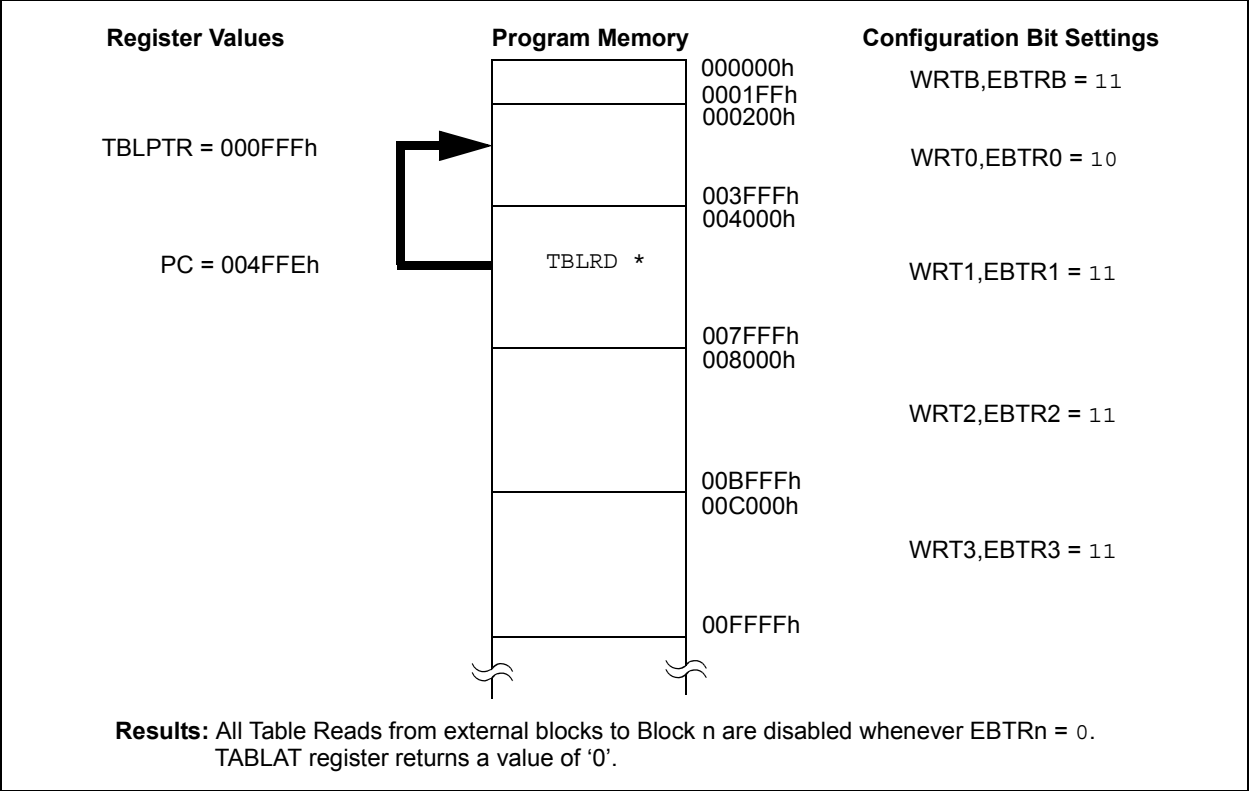 Register Values
Program Memory
Configuration Bit Settings
000000h
WRTB,EBTRB = 11
0001FFh
000200h
TBLPTR = 000FFFh
WRT0,EBTR0 = 10
003FFFh
004000h
PC = 004FFEh
TBLRD *
WRT1,EBTR1 = 11
007FFFh
008000h
WRT2,EBTR2 = 11
00BFFFh
00C000h
WRT3,EBTR3 = 11
00FFFFh
Results: All Table Reads from external blocks to Block n are disabled whenever EBTRn = 0.
TABLAT register returns a value of ‘0’.